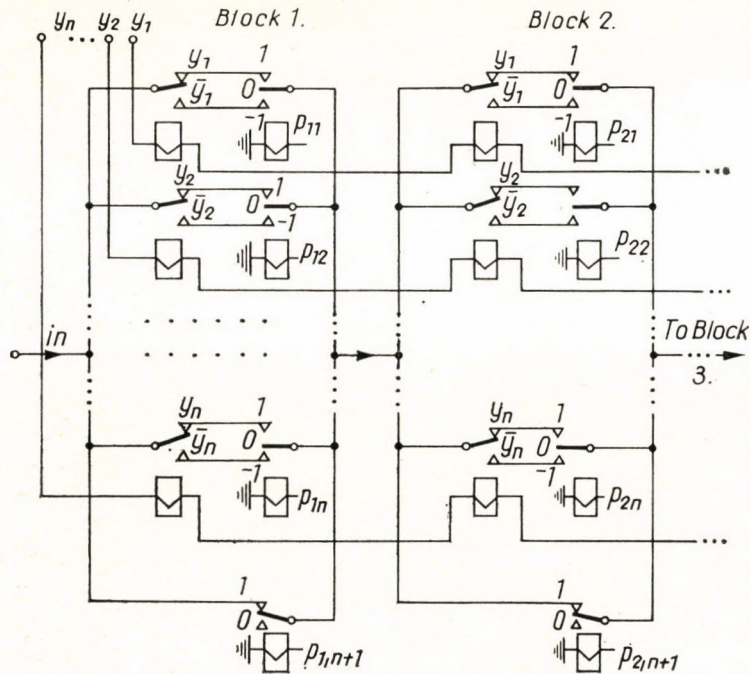 yn ... y2 y1 Block 1. Block 2.
y1 1 y1 1
ȳ1 0 ȳ1 0
-1 p11 -1 p21
y2 1 y2
ȳ2 0 ȳ2
-1
p12 p22
in To Block
3.
yn 1 yn 1
ȳn 0 ȳn 0
-1 -1
p1n p2n
1 1
0 0
p1,n+1 p2,n+1